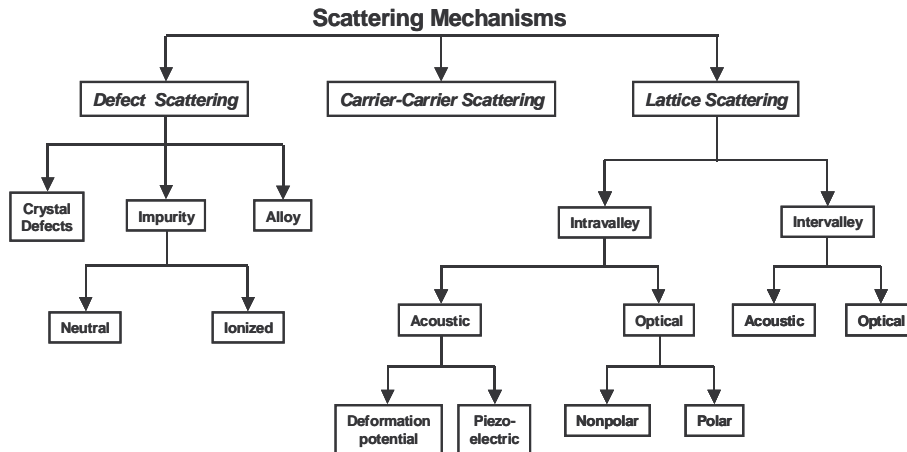 Scattering Mechanisms
Defect Scattering
Carrier-Carrier Scattering
Lattice Scattering
Crystal
Defects
Impurity
Alloy
Intravalley
Intervalley
Neutral
Ionized
Acoustic
Optical
Acoustic
Optical
Deformation
potential
Piezo-
electric
Nonpolar
Polar